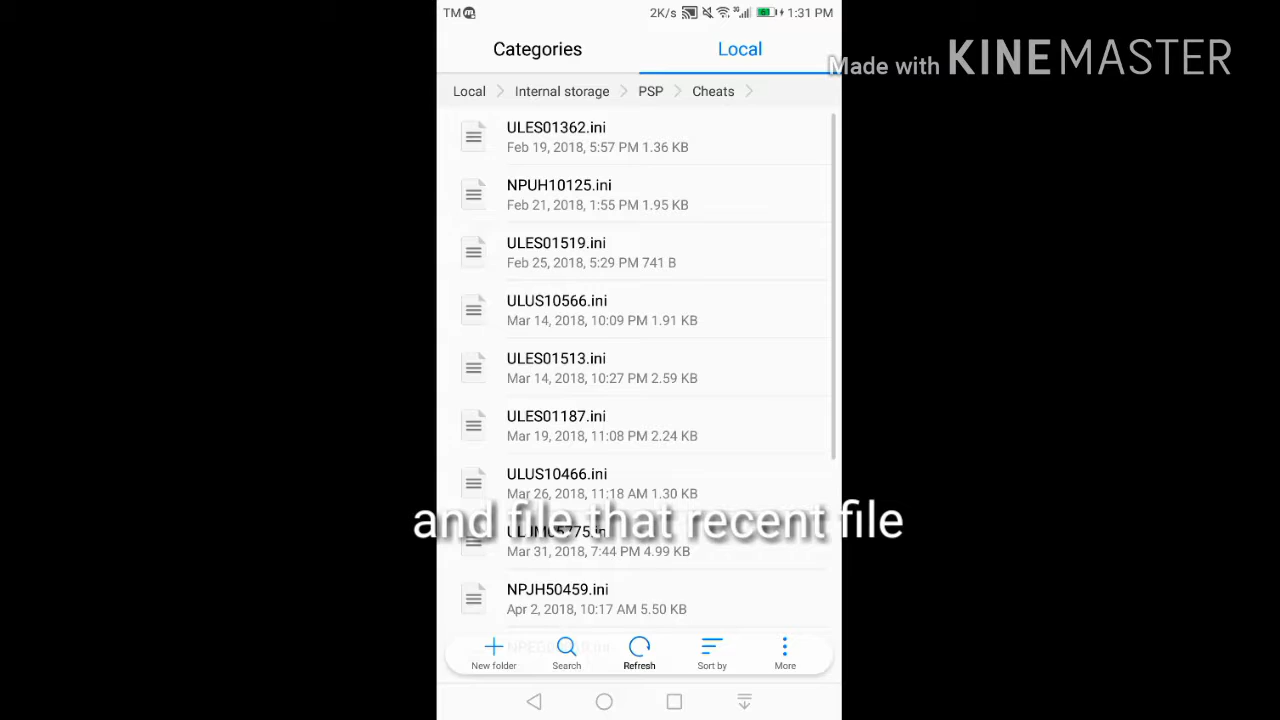 TM
2K/s 3G 61 1:31 PM
Categories
Local
Made with KINEMASTER
Local
Internal storage
PSP
Cheats
ULES01362.ini
Feb 19, 2018, 5:57 PM 1.36 KB
NPUH10125.ini
Feb 21, 2018, 1:55 PM 1.95 KB
ULES01519.ini
Feb 25, 2018, 5:29 PM 741 B
ULUS10566.ini
Mar 14, 2018, 10:09 PM 1.91 KB
ULES01513.ini
Mar 14, 2018, 10:27 PM 2.59 KB
ULES01187.ini
Mar 19, 2018, 11:08 PM 2.24 KB
ULUS10466.ini
Mar 26, 2018, 11:18 AM 1.30 KB
and file that recent file
ULJM05775.ini
Mar 31, 2018, 7:44 PM 4.99 KB
NPJH50459.ini
Apr 2, 2018, 10:17 AM 5.50 KB
New folder
Search
Refresh
Sort by
More